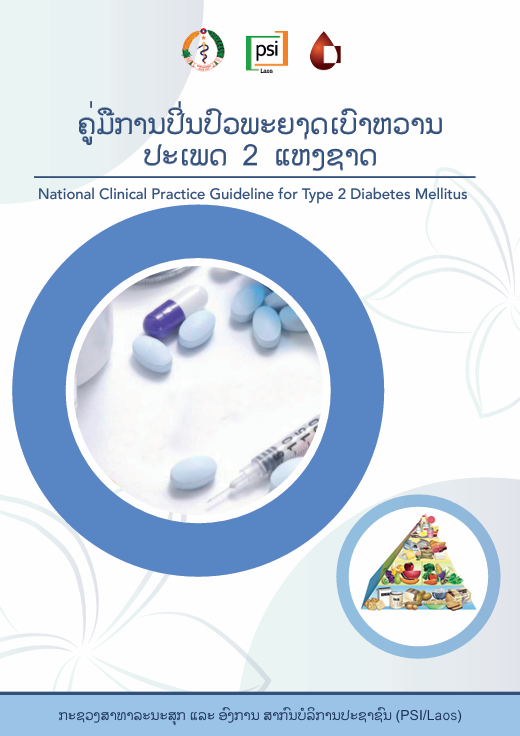 psi
Laos
ຄູ່ມືການປິ່ນປົວພະຍາດເບົາຫວານ
ປະເພດ 2 ແຫ່ງຊາດ
National Clinical Practice Guideline for Type 2 Diabetes Mellitus
ກະຊວງສາທາລະນະສຸກ ແລະ ອົງການ ສາກົນບໍລິການປະຊາຊົນ (PSI/Laos)